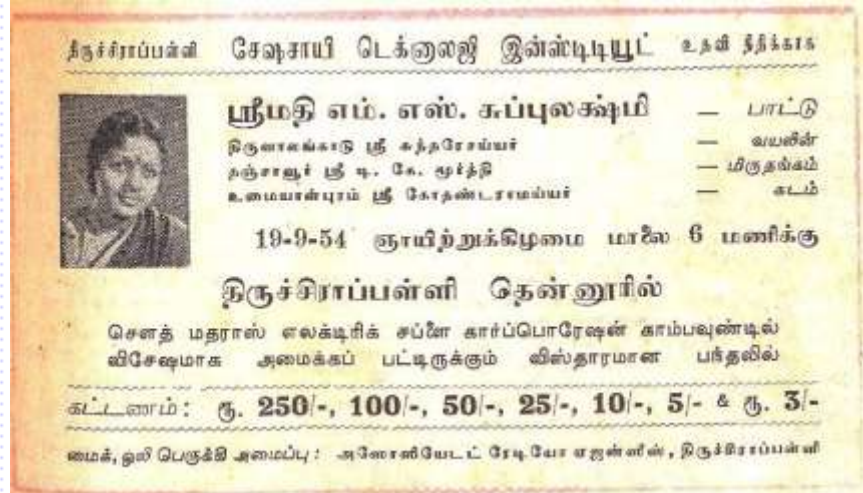 திருச்சிராப்பள்ளி சேஷசாயி டெக்னாலஜி இன்ஸ்டிடியூட் உதவி நிதிக்காக
ஸ்ரீமதி எம். எஸ். சுப்புலக்ஷ்மி — பாட்டு
திருவாலங்காடு ஸ்ரீ சுந்தரேசய்யர் — வயலின்
தஞ்சாவூர் ஸ்ரீ டி. கே. மூர்த்தி — மிருதங்கம்
உமையாள்புரம் ஸ்ரீ கோதண்டராமய்யர் — கடம்
19-9-54 ஞாயிற்றுக்கிழமை மாலை 6 மணிக்கு
திருச்சிராப்பள்ளி தென்னூரில்
சௌத் மதராஸ் எலக்டிரிக் சப்ளை கார்ப்பொரேஷன் காம்பவுண்டில்
விசேஷமாக அமைக்கப் பட்டிருக்கும் விஸ்தாரமான பந்தலில்
கட்டணம் : ரூ. 250/-, 100/-, 50/-, 25/-, 10/-, 5/- & ரூ. 3/-
மைக், ஒலி பெருக்கி அமைப்பு : அஸோஸியேடட் ரேடியோ ஏஜன்ஸீஸ், திருச்சிராப்பள்ளி